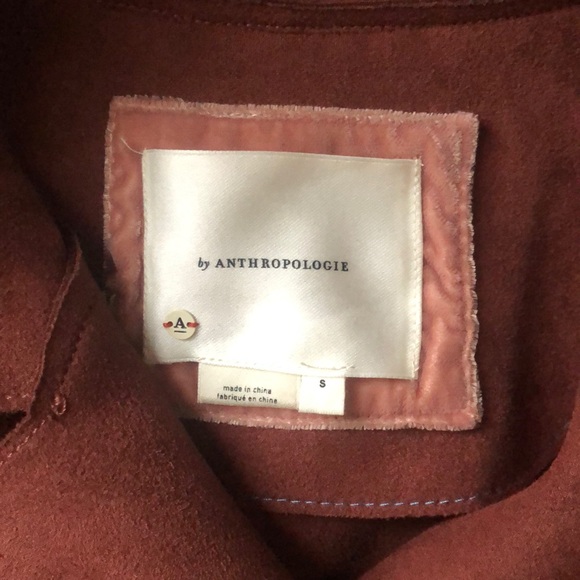 by ANTHROPOLOGIE
A
made in china
fabriqué en chine
S